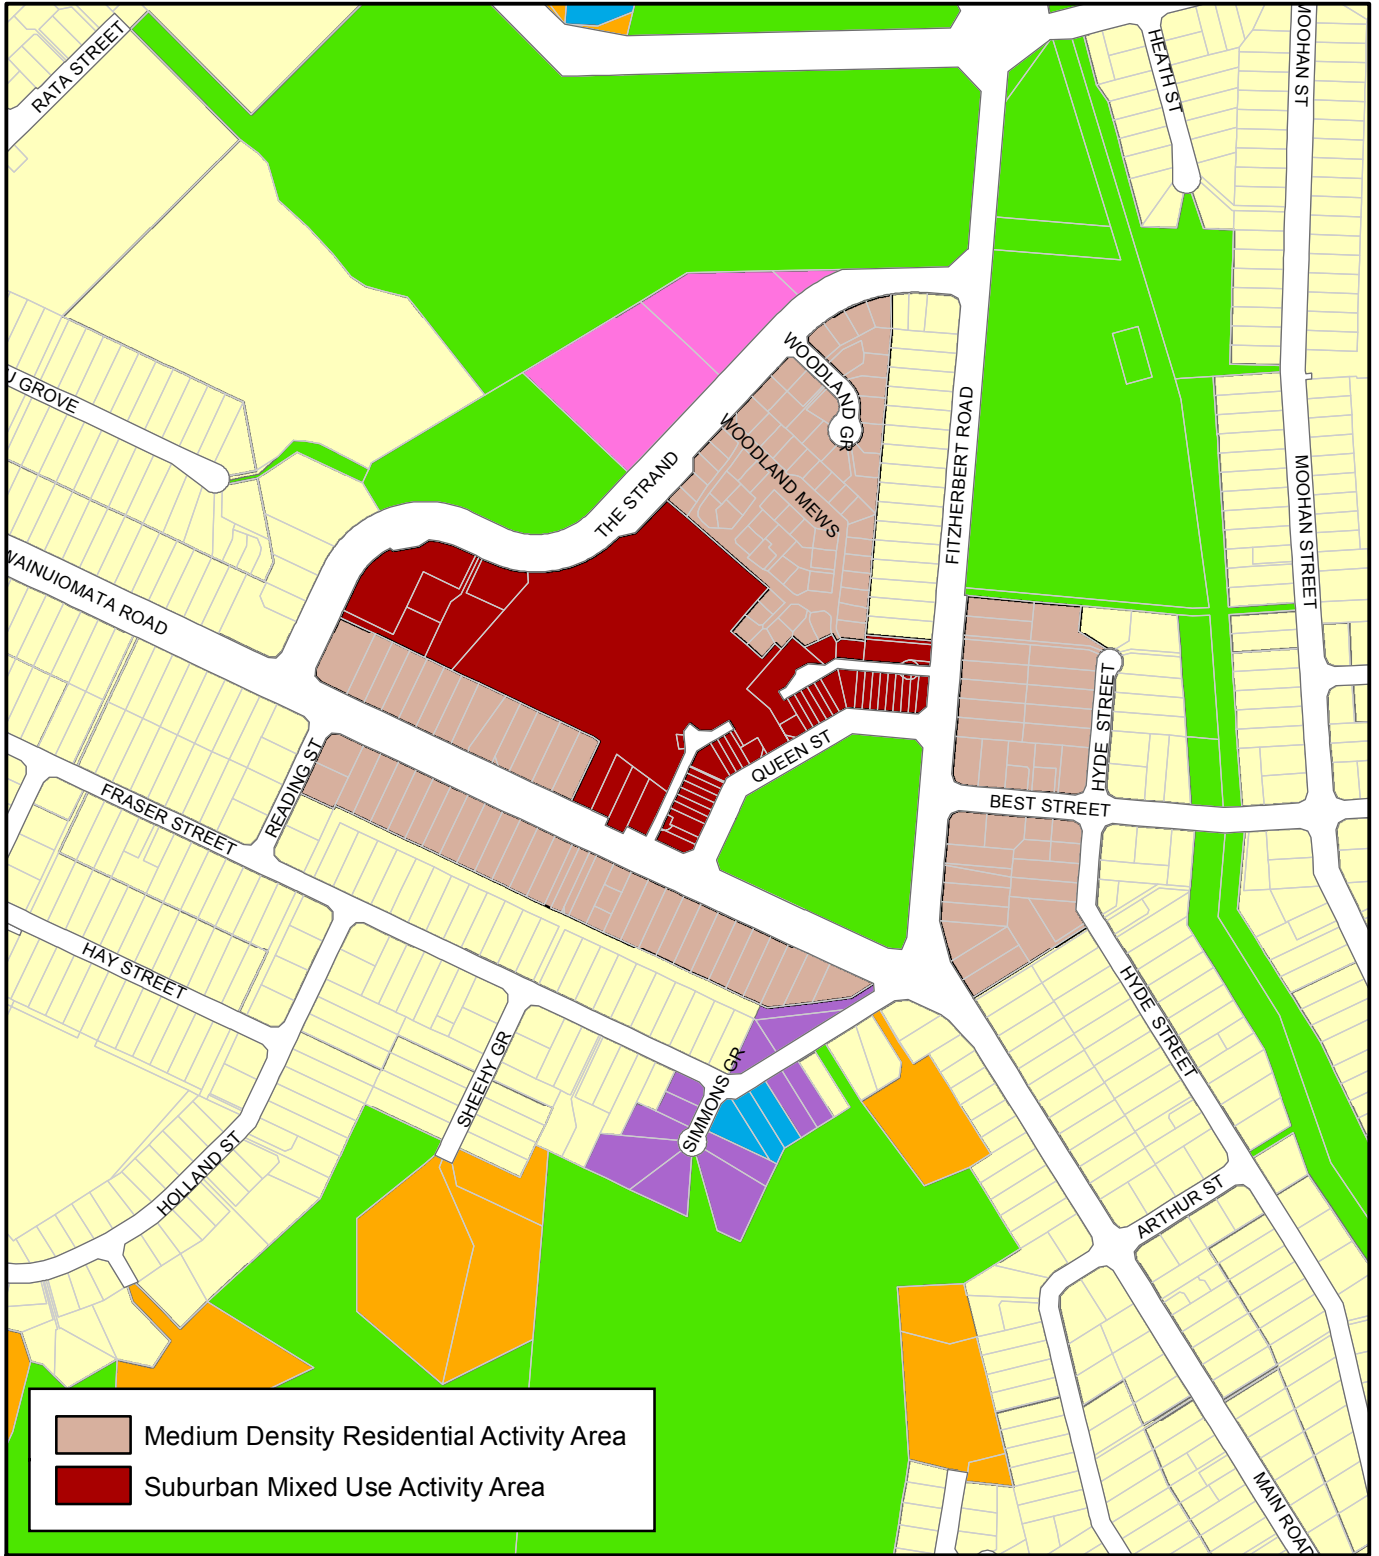 RATA STREET
HEATH ST
MOOHAN ST
WOODLAND GR
U GROVE
WOODLAND MEWS
FITZHERBERT ROAD
THE STRAND
MOOHAN STREET
WAINUIOMATA ROAD
HYDE STREET
QUEEN ST
READING ST
BEST STREET
FRASER STREET
HAY STREET
HYDE STREET
SHEEHY GR
SIMMONS GR
HOLLAND ST
ARTHUR ST
MAIN ROAD
Medium Density Residential Activity Area
Suburban Mixed Use Activity Area